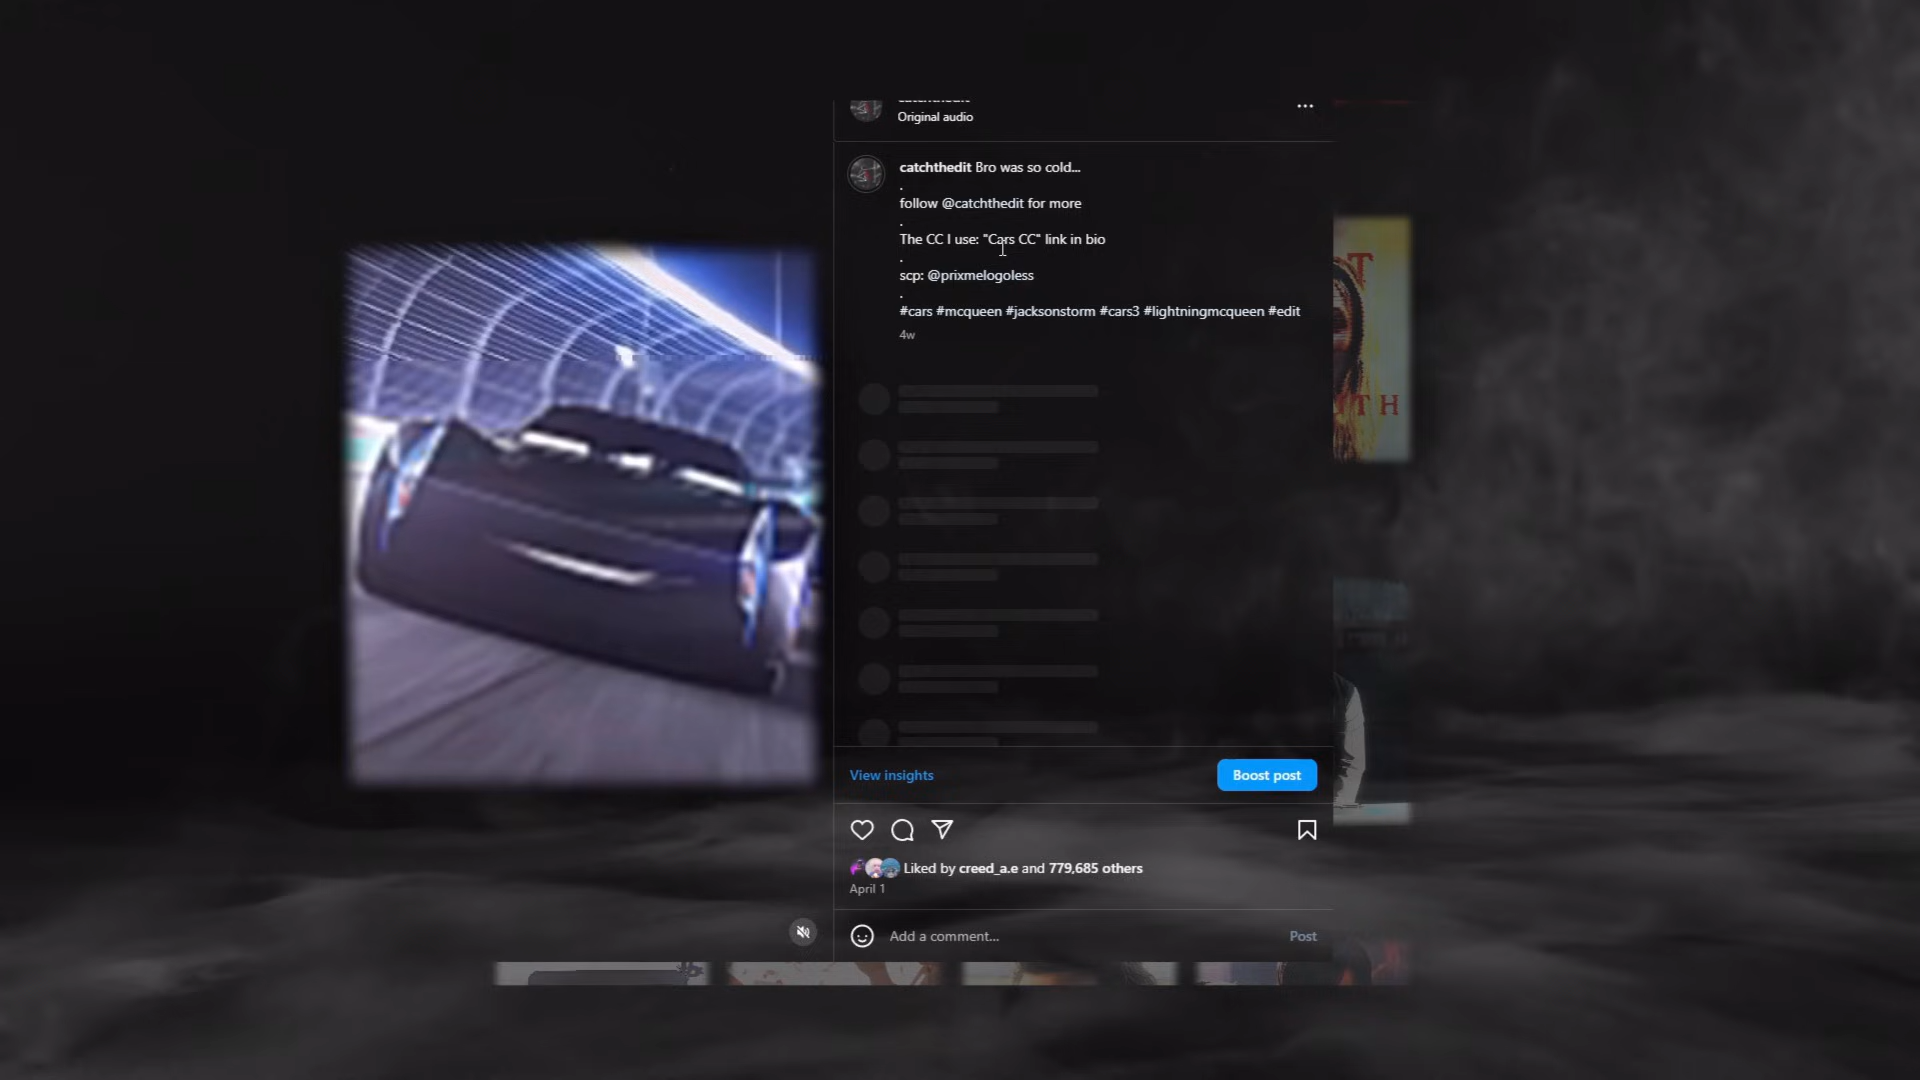 Original audio
catchthedit Bro was so cold...
.
follow @catchthedit for more
.
The CC I use: "Cars CC" link in bio
.
scp: @prixmelogoless
.
#cars #mcqueen #jacksonstorm #cars3 #lightningmcqueen #edit
4w
View insights
Boost post
Liked by creed_a.e and 779,685 others
April 1
Add a comment...
Post